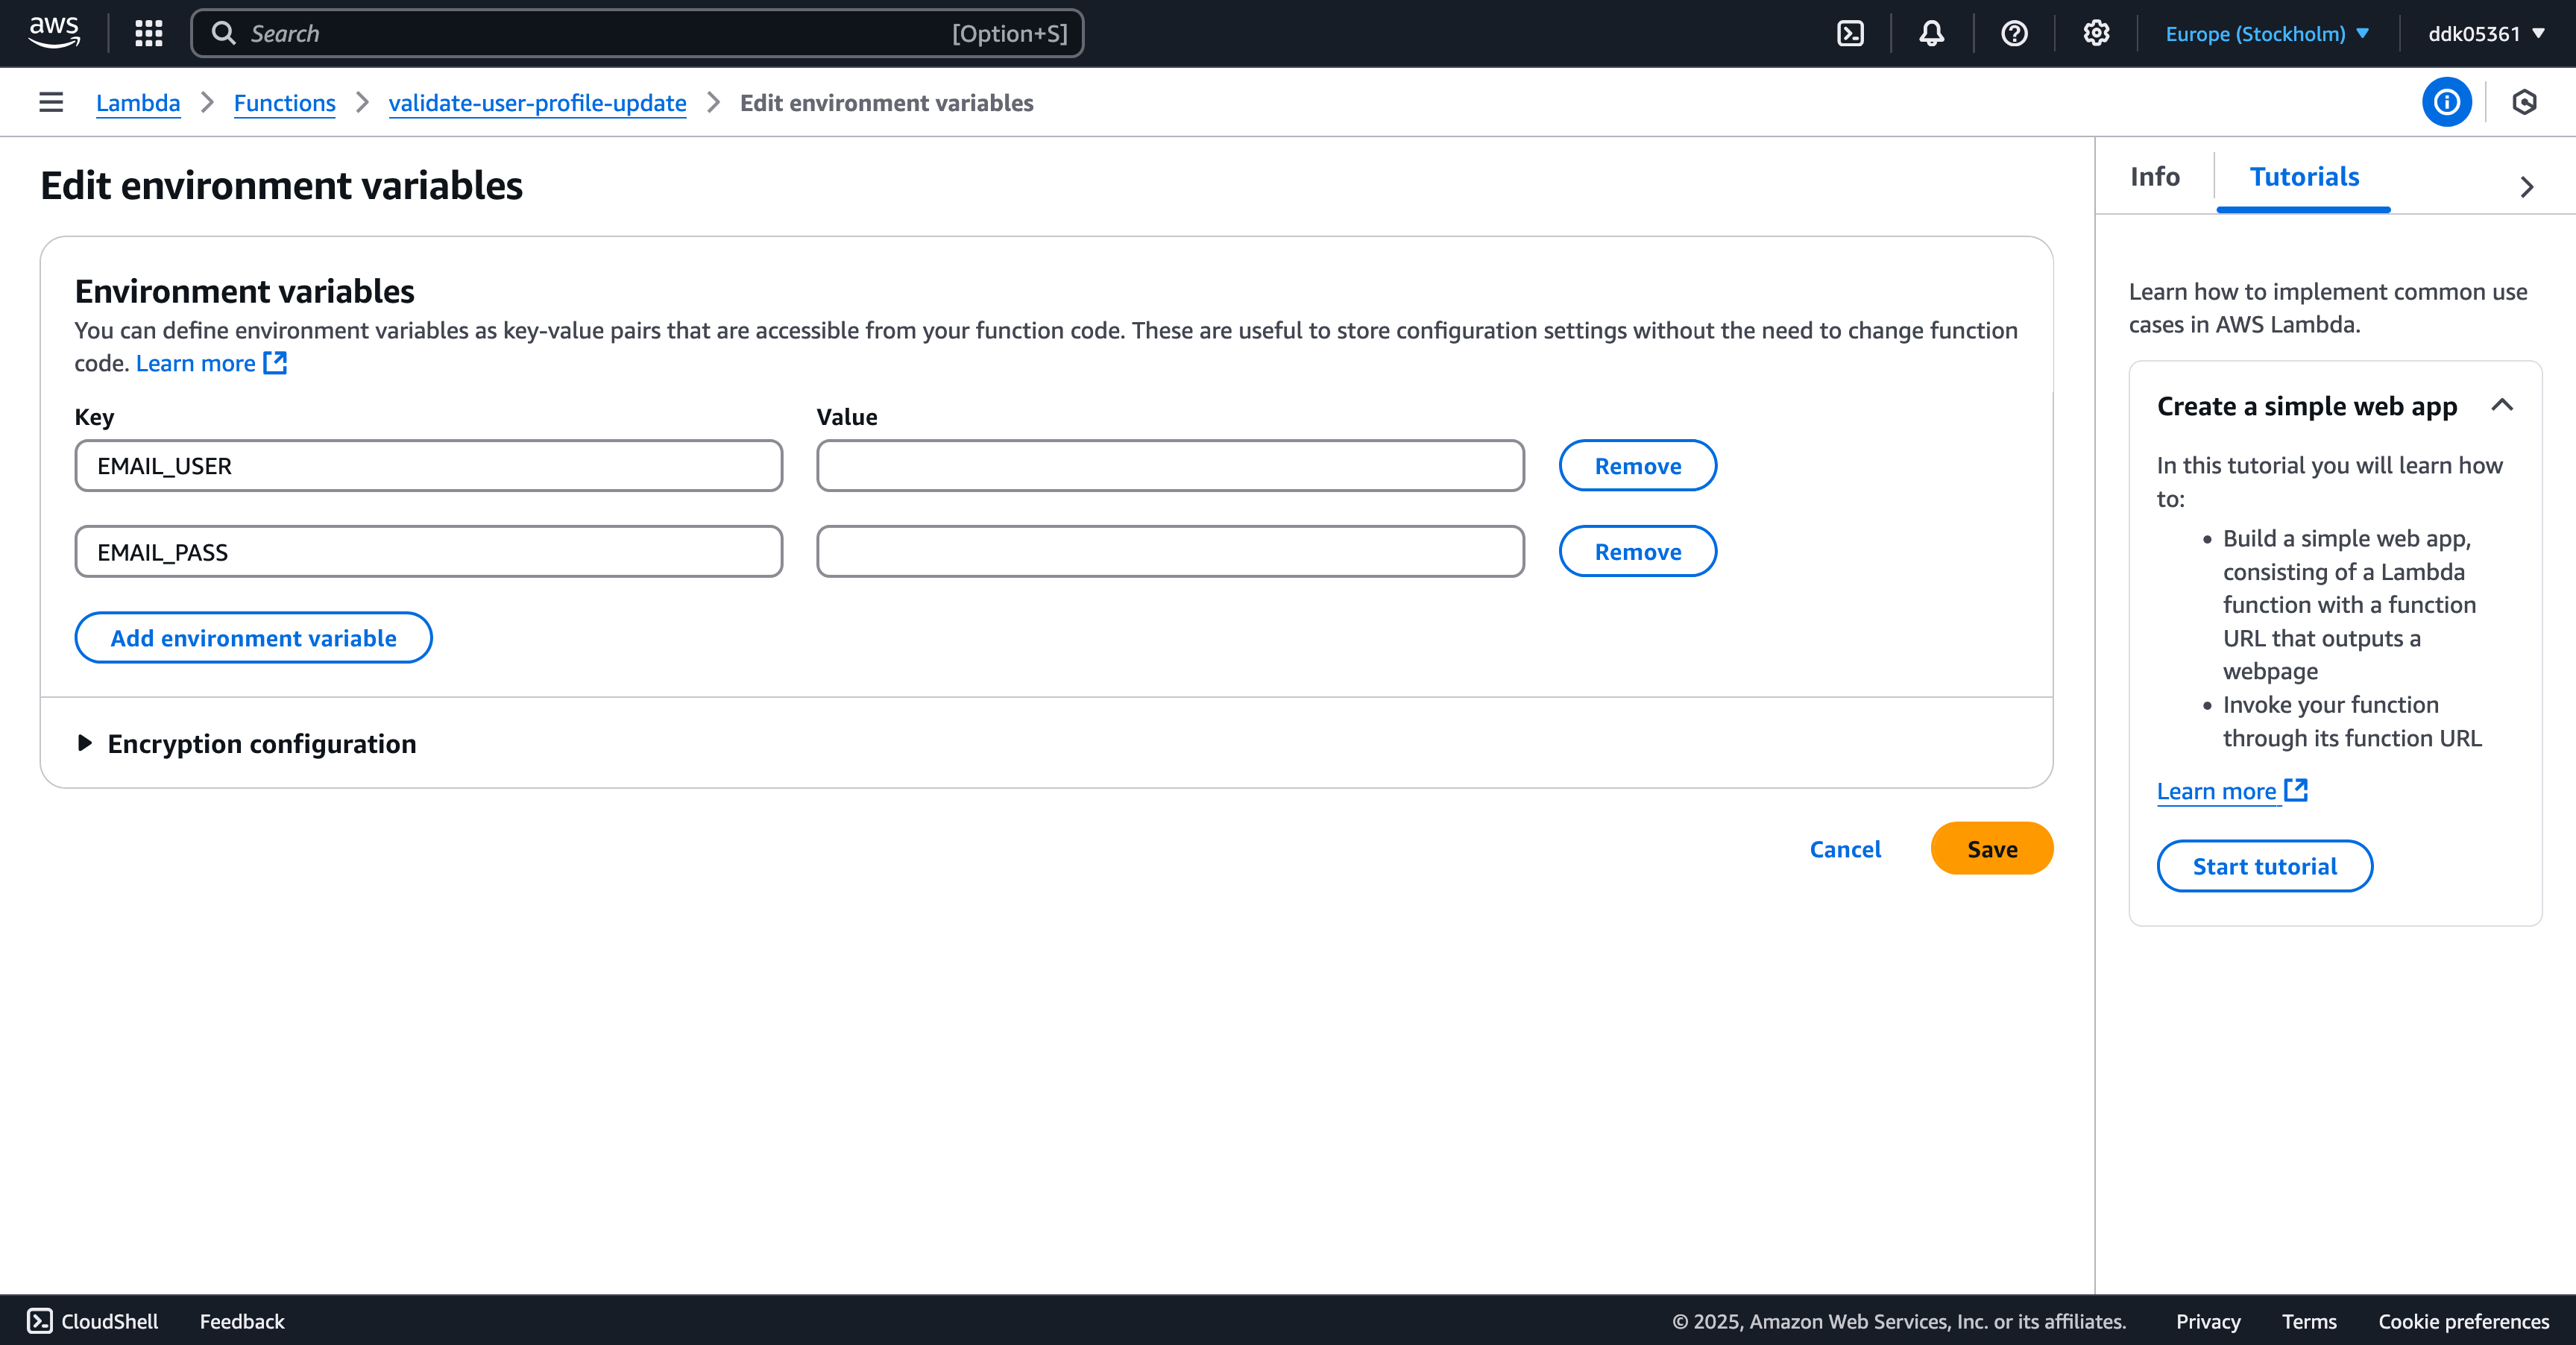 aws
Search [Option+S]
Europe (Stockholm)
ddk05361
Lambda
Functions
validate-user-profile-update
Edit environment variables
Edit environment variables
Environment variables
You can define environment variables as key-value pairs that are accessible from your function code. These are useful to store configuration settings without the need to change function
code. Learn more
Key
Value
EMAIL_USER
Remove
EMAIL_PASS
Remove
Add environment variable
Encryption configuration
Cancel
Save
Info
Tutorials
Learn how to implement common use
cases in AWS Lambda.
Create a simple web app
In this tutorial you will learn how
to:
• Build a simple web app,
consisting of a Lambda
function with a function
URL that outputs a
webpage
• Invoke your function
through its function URL
Learn more
Start tutorial
CloudShell
Feedback
© 2025, Amazon Web Services, Inc. or its affiliates.
Privacy
Terms
Cookie preferences